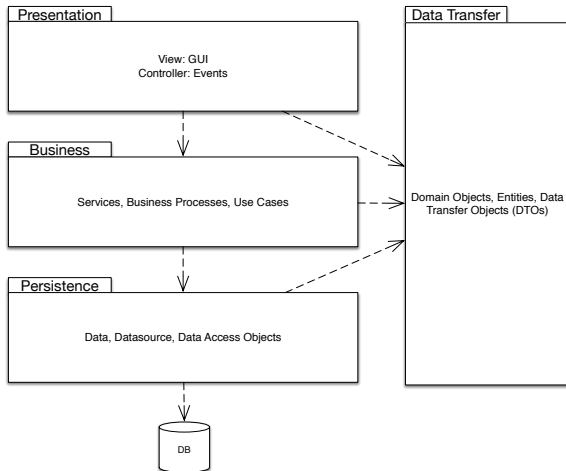 Presentation
View: GUI
Controller: Events
Business
Services, Business Processes, Use Cases
Persistence
Data, Datasource, Data Access Objects
DB
Data Transfer
Domain Objects, Entities, Data
Transfer Objects (DTOs)